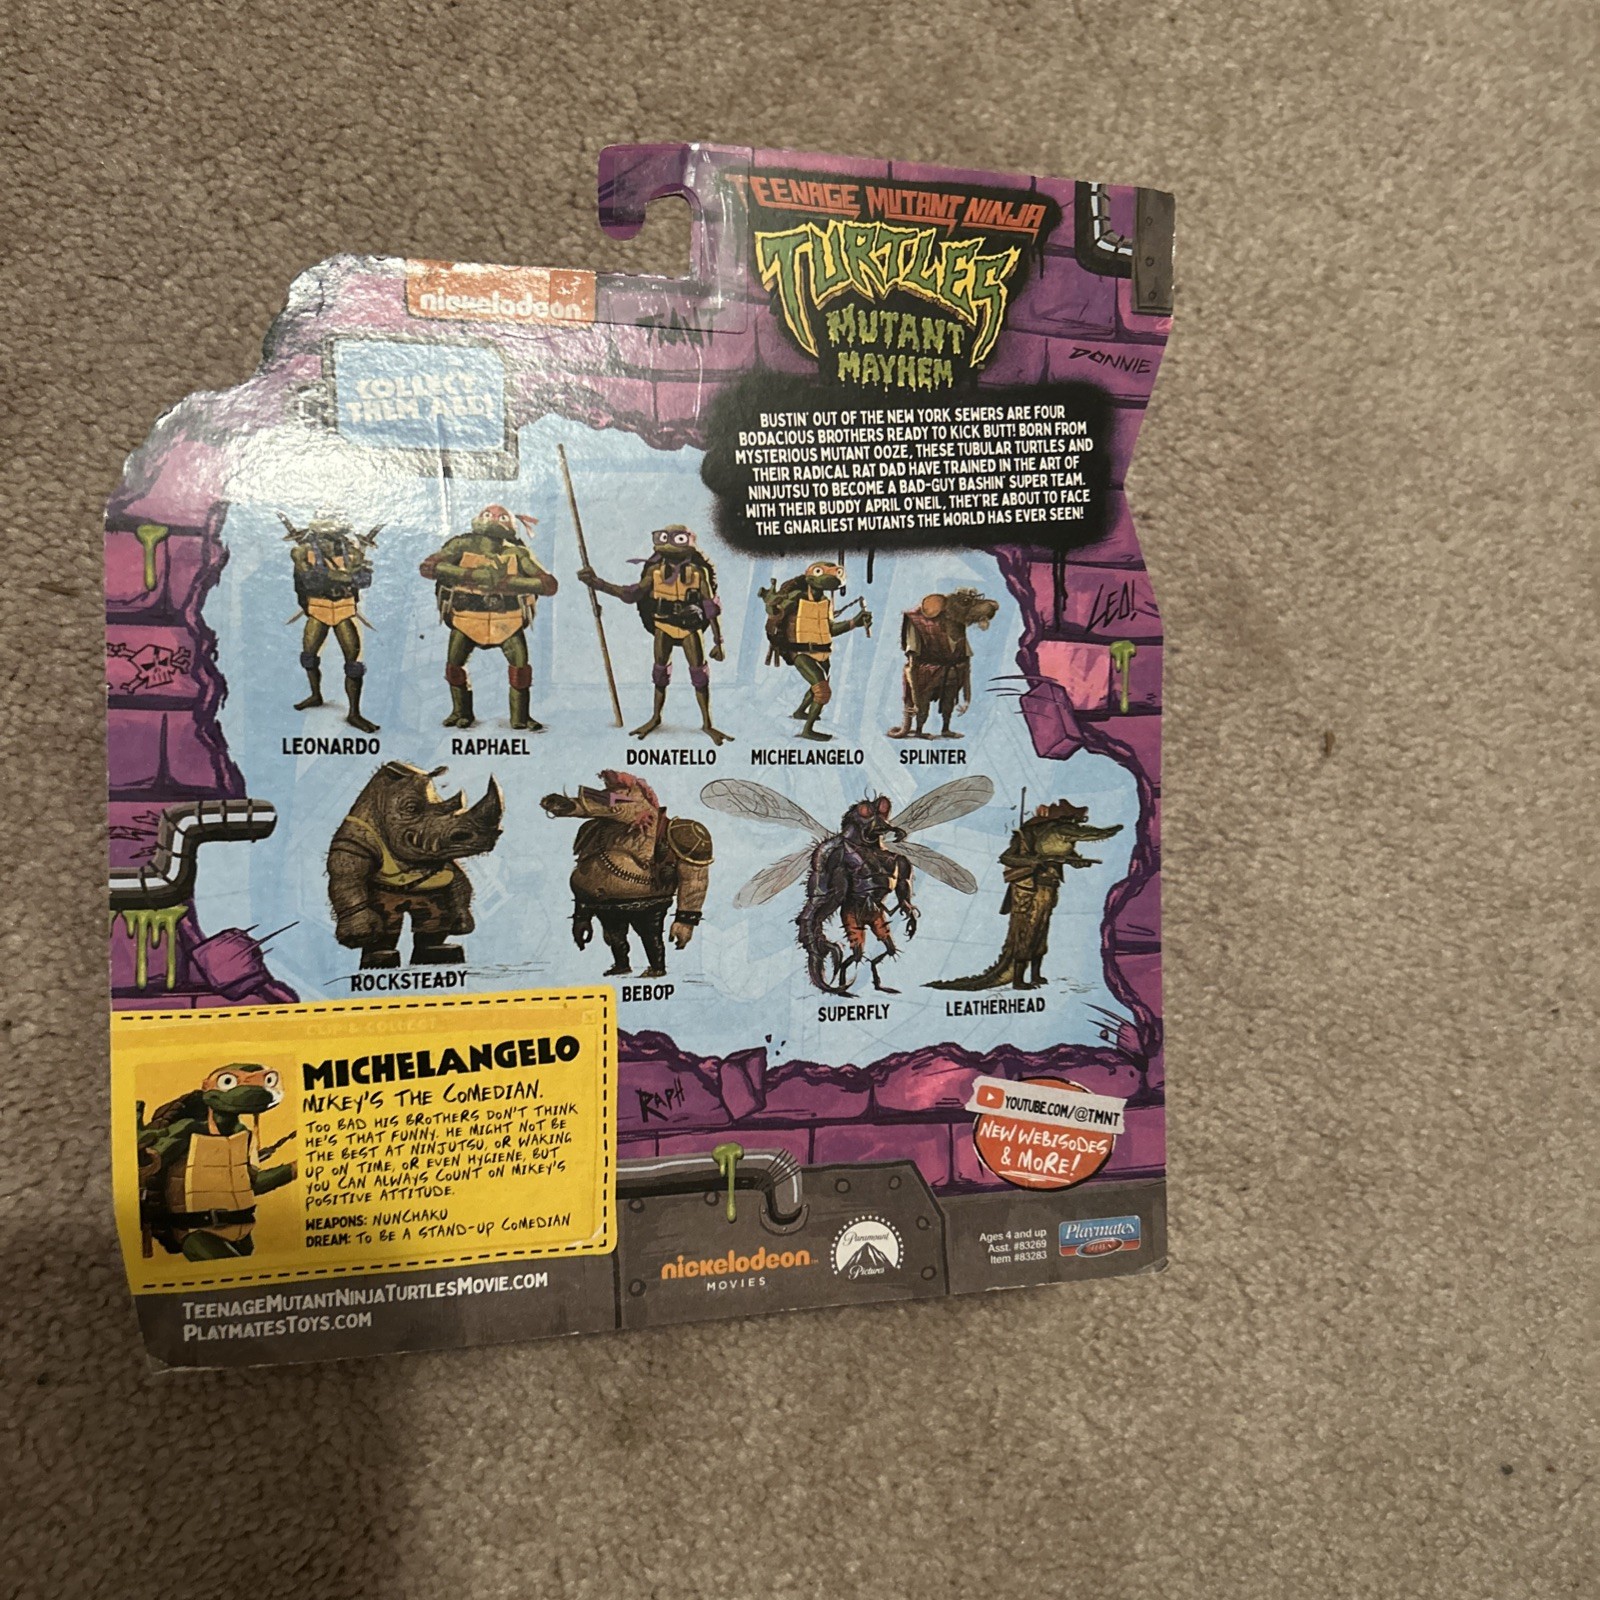 nickelodeon
COLLECT
THEM ALL!
TEENAGE MUTANT NINJA
TURTLES
MUTANT
MAYHEM
DONNIE
BUSTIN' OUT OF THE NEW YORK SEWERS ARE FOUR
BODACIOUS BROTHERS READY TO KICK BUTT! BORN FROM
MYSTERIOUS MUTANT OOZE, THESE TUBULAR TURTLES AND
THEIR RADICAL RAT DAD HAVE TRAINED IN THE ART OF
NINJUTSU TO BECOME A BAD-GUY BASHIN' SUPER TEAM.
WITH THEIR BUDDY APRIL O'NEIL, THEY'RE ABOUT TO FACE
THE GNARLIEST MUTANTS THE WORLD HAS EVER SEEN!
LEO!
LEONARDO
RAPHAEL
DONATELLO
MICHELANGELO
SPLINTER
ROCKSTEADY
BEBOP
SUPERFLY
LEATHERHEAD
CLIP & COLLECT
MICHELANGELO
MIKEY'S THE COMEDIAN.
TOO BAD HIS BROTHERS DON'T THINK
HE'S THAT FUNNY. HE MIGHT NOT BE
THE BEST AT NINJUTSU, OR WAKING
UP ON TIME, OR EVEN HYGIENE, BUT
YOU CAN ALWAYS COUNT ON MIKEY'S
POSITIVE ATTITUDE.
WEAPONS: NUNCHAKU
DREAM: TO BE A STAND-UP COMEDIAN
RAPH
YOUTUBE.COM/@TMNT
NEW WEBISODES
& MORE!
TEENAGEMUTANTNINJATURTLESMOVIE.COM
PLAYMATESTOYS.COM
nickelodeon
MOVIES
Paramount
Pictures
Ages 4 and up
Asst. #83269
Item #83283
Playmates